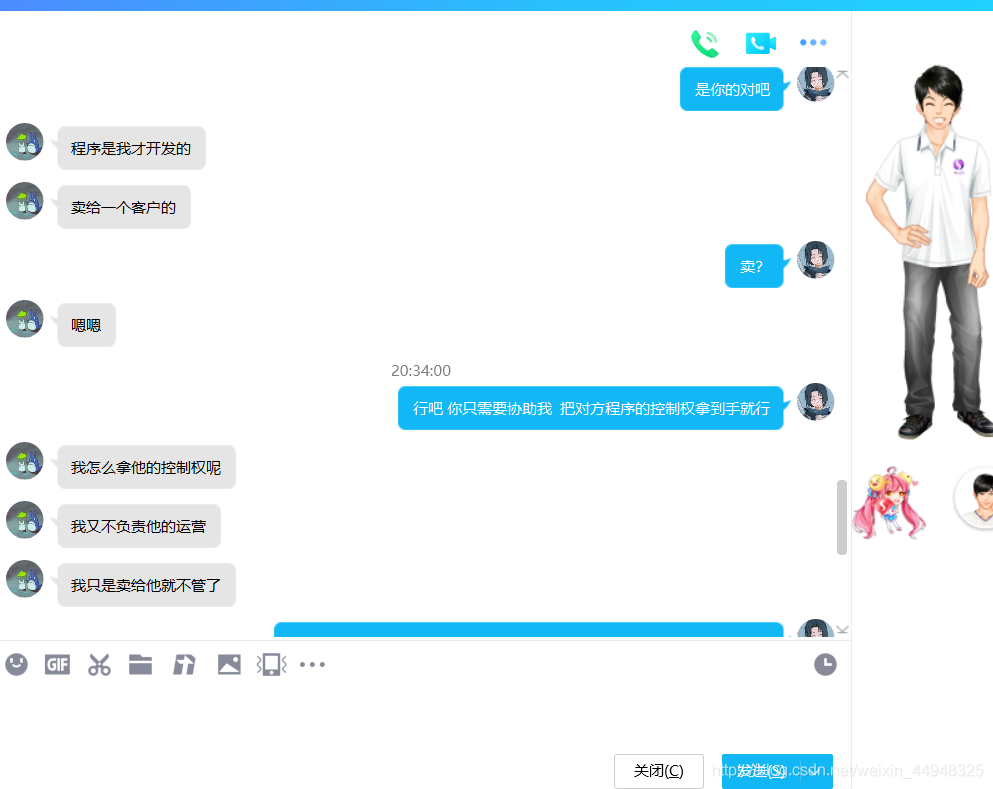 是你的对吧
程序是我才开发的
卖给一个客户的
卖？
嗯嗯
20:34:00
行吧 你只需要协助我 把对方程序的控制权拿到手就行
我怎么拿他的控制权呢
我又不负责他的运营
我只是卖给他就不管了
GIF
关闭(C)
发送(S)
https://blog.csdn.net/weixin_44948325